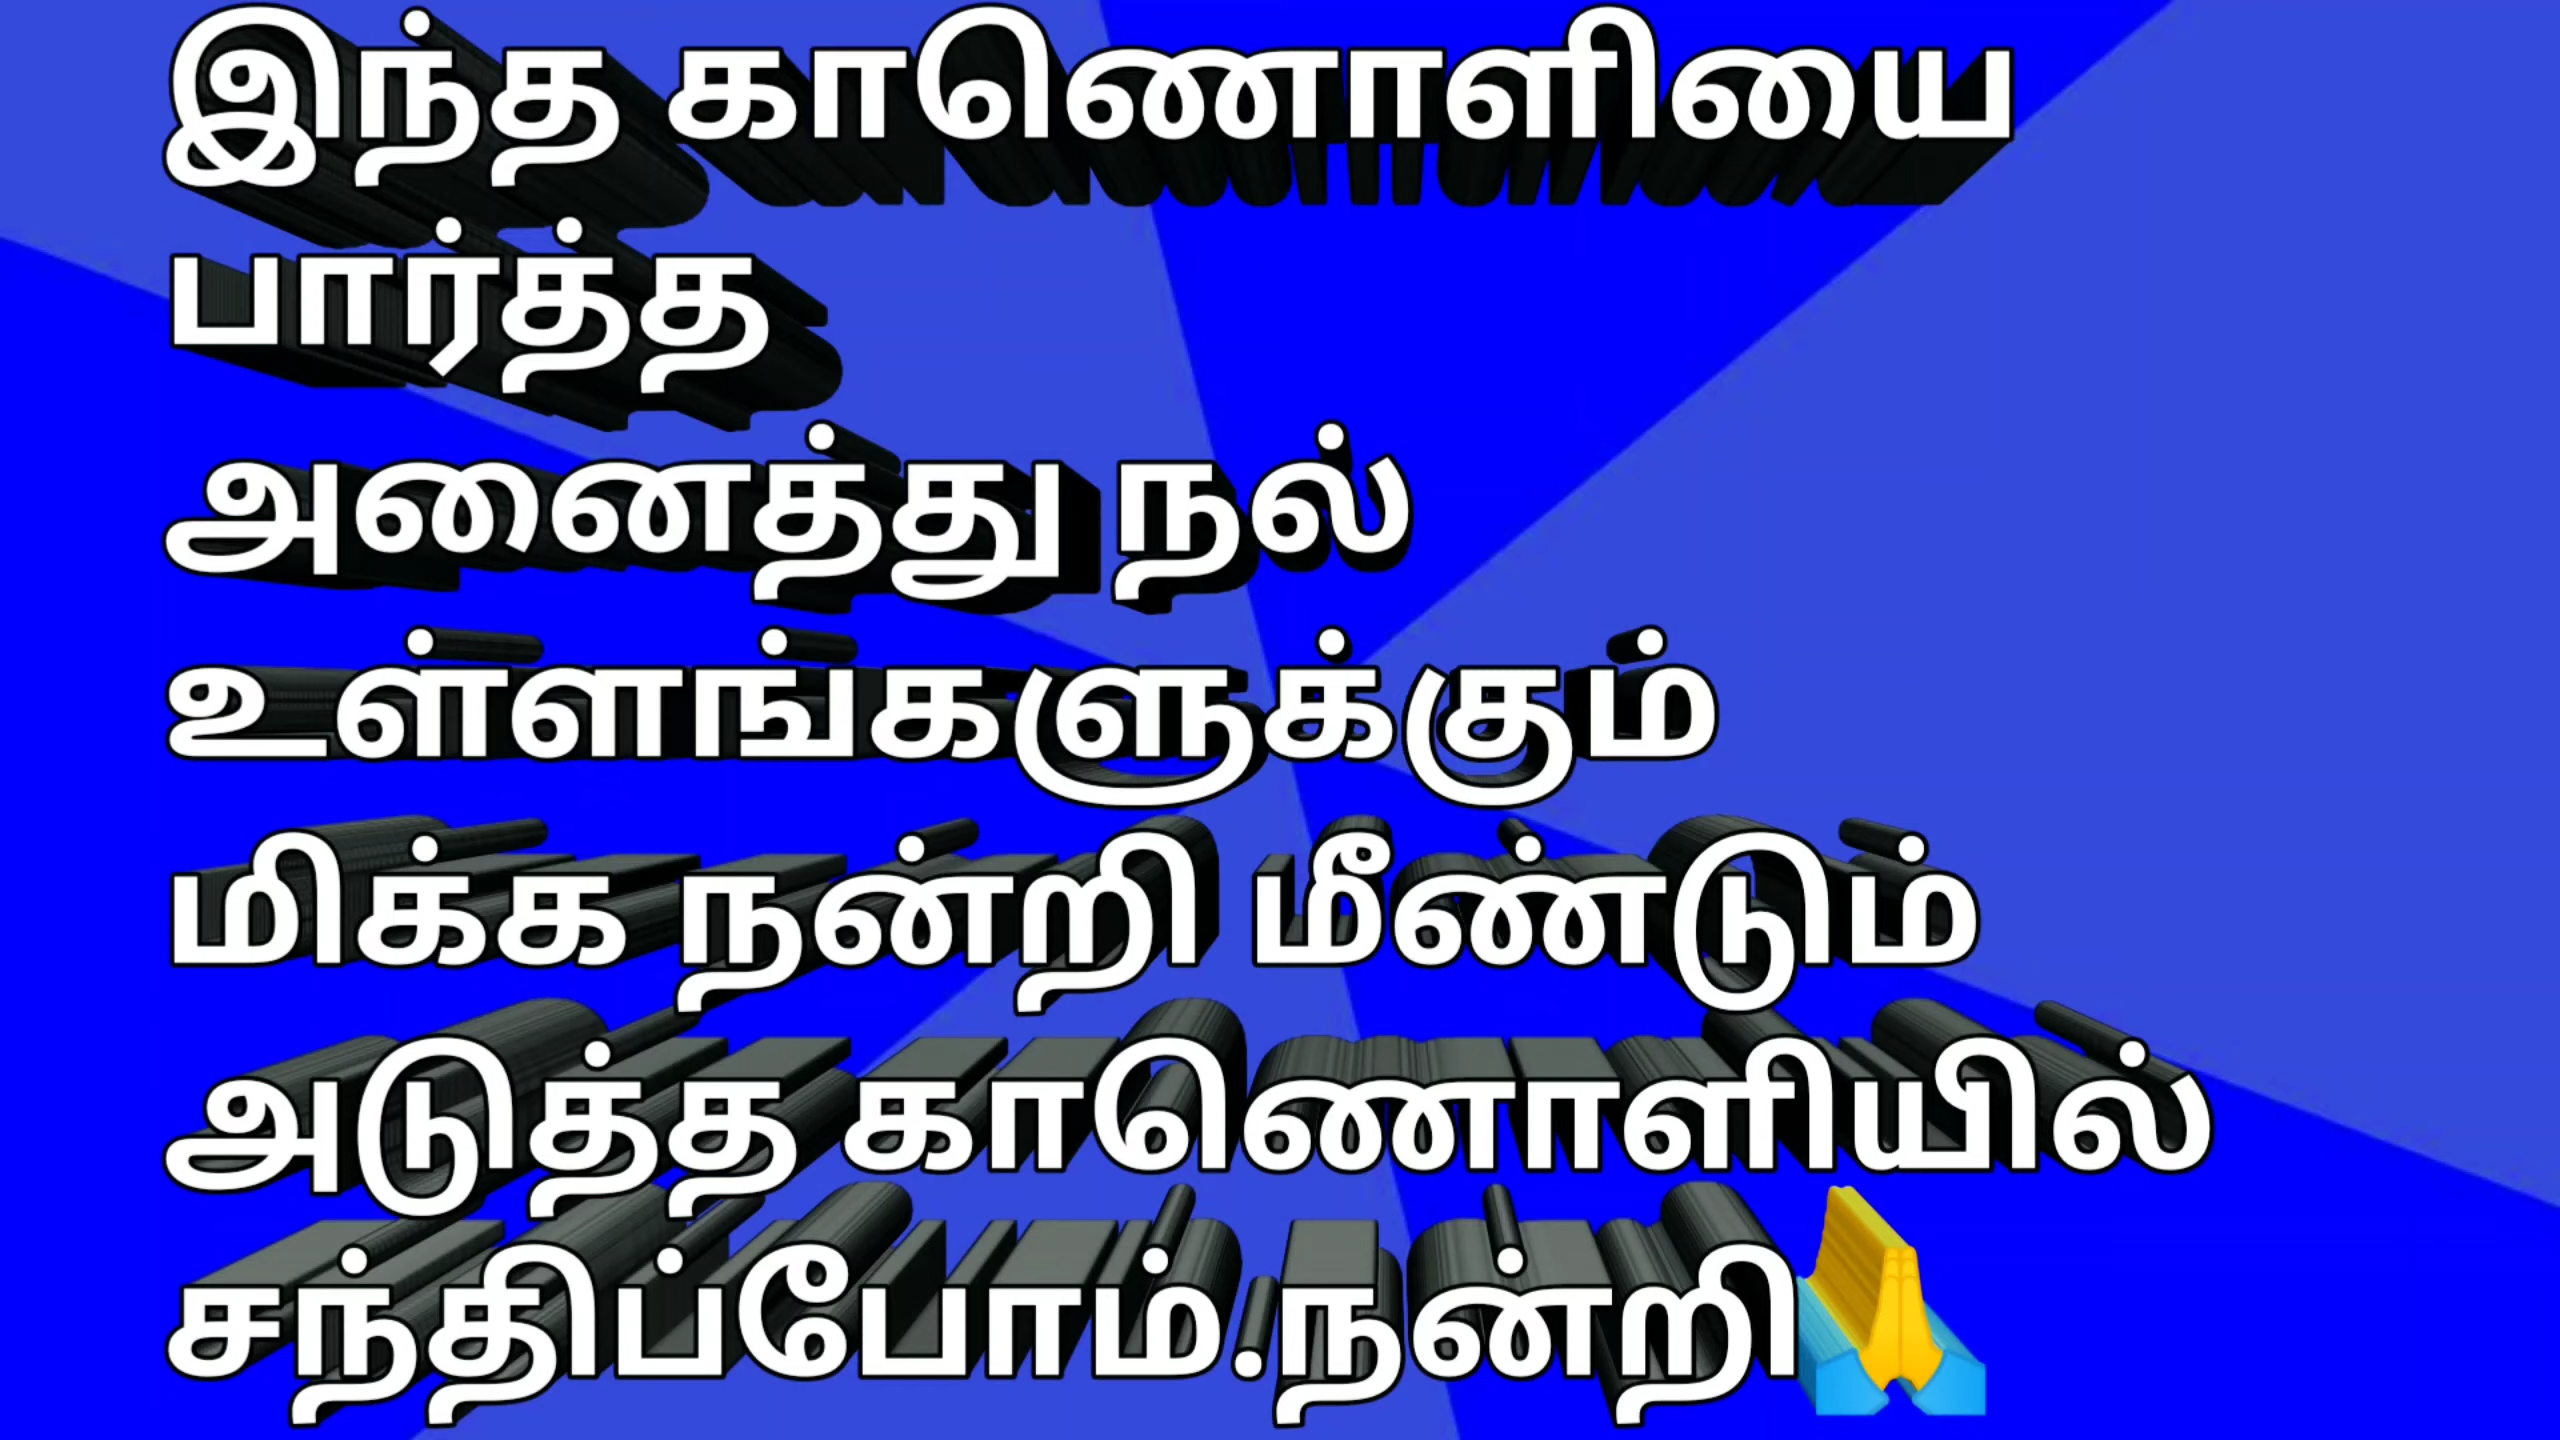 இந்த காணொளியை
பார்த்த
அனைத்து நல்
உள்ளங்களுக்கும்
மிக்க நன்றி மீண்டும்
அடுத்த காணொளியில்
சந்திப்போம்.நன்றி🙏